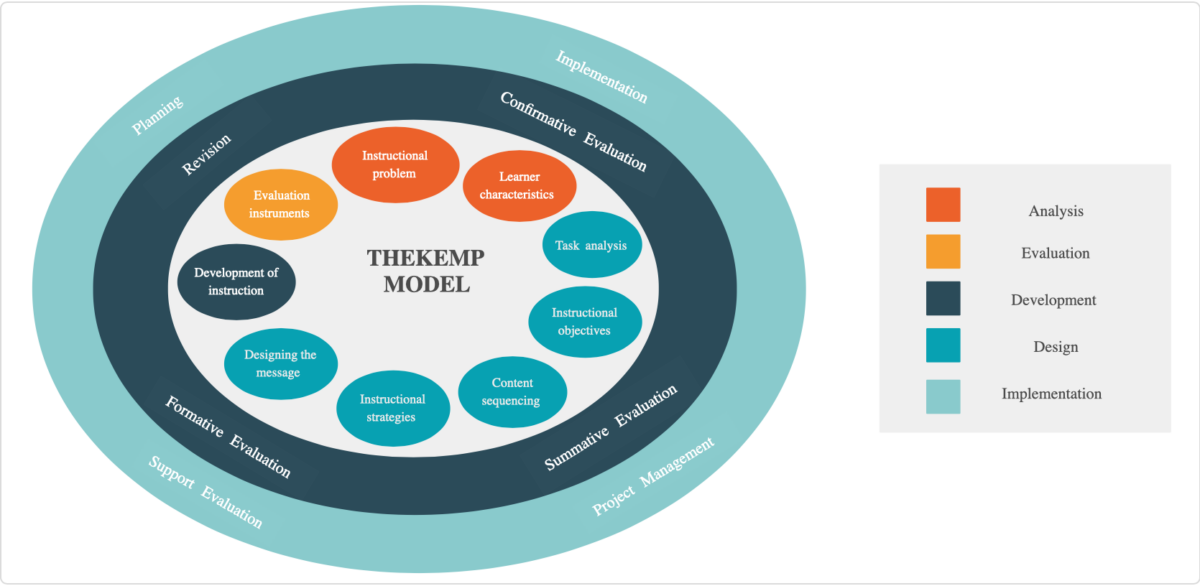 Implementation
Planning
Confirmative Evaluation
Revision
Instructional
problem
Learner
characteristics
Evaluation
instruments
Task analysis
THEKEMP
MODEL
Development of
instruction
Instructional
objectives
Designing the
message
Content
sequencing
Instructional
strategies
Formative Evaluation
Summative Evaluation
Support Evaluation
Project Management
Analysis
Evaluation
Development
Design
Implementation